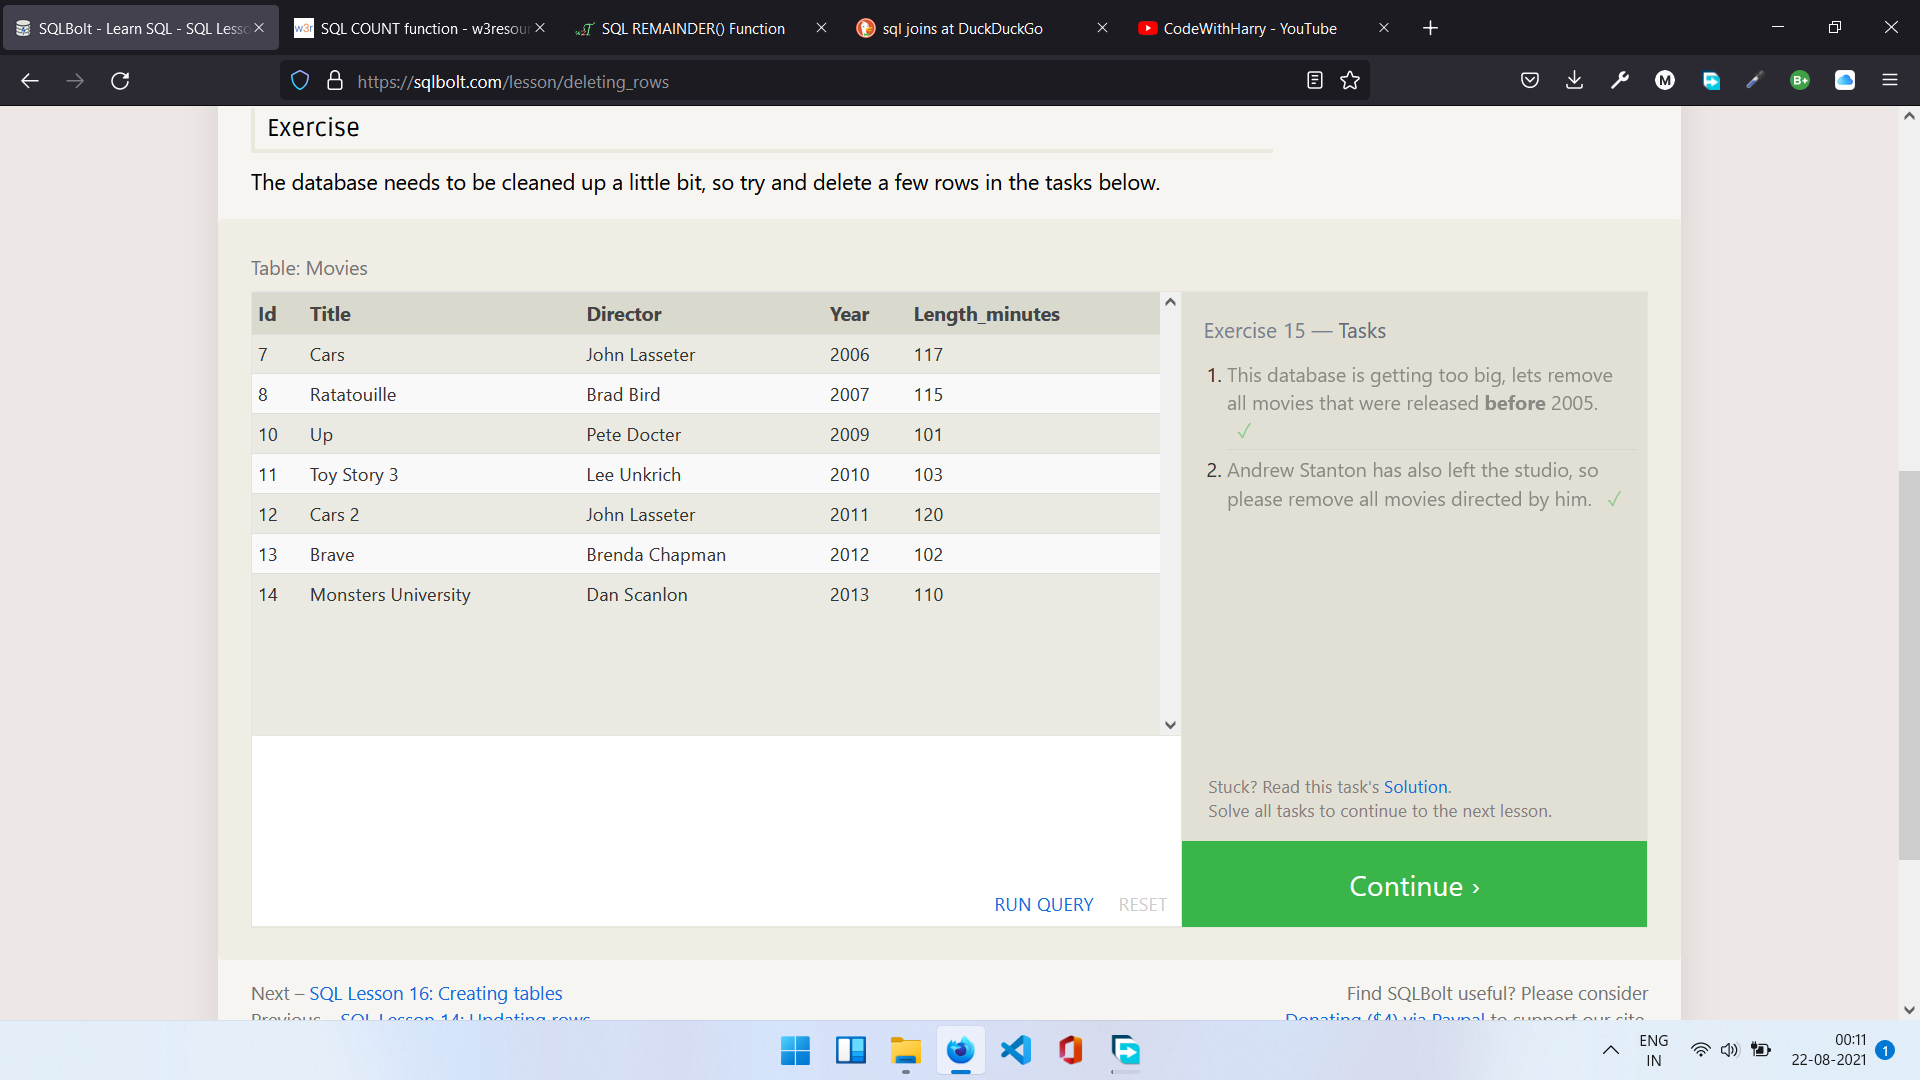 SQLBolt - Learn SQL - SQL Lesso
SQL COUNT function - w3resour
SQL REMAINDER() Function
sql joins at DuckDuckGo
CodeWithHarry - YouTube
https://sqlbolt.com/lesson/deleting_rows
Exercise
The database needs to be cleaned up a little bit, so try and delete a few rows in the tasks below.
Table: Movies
Id Title Director Year Length_minutes
7 Cars John Lasseter 2006 117
8 Ratatouille Brad Bird 2007 115
10 Up Pete Docter 2009 101
11 Toy Story 3 Lee Unkrich 2010 103
12 Cars 2 John Lasseter 2011 120
13 Brave Brenda Chapman 2012 102
14 Monsters University Dan Scanlon 2013 110
RUN QUERY RESET
Exercise 15 — Tasks
1. This database is getting too big, lets remove
all movies that were released before 2005.
✓
2. Andrew Stanton has also left the studio, so
please remove all movies directed by him. ✓
Stuck? Read this task's Solution.
Solve all tasks to continue to the next lesson.
Continue ›
Next – SQL Lesson 16: Creating tables
Previous – SQL Lesson 14: Updating rows
Find SQLBolt useful? Please consider
Donating ($4) via Paypal to support our site.
ENG
IN
00:11
22-08-2021
1